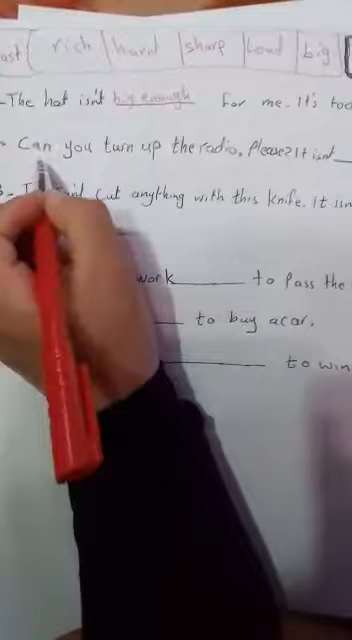 ast rich hard sharp Loud big
-The hat isn't big enough For me. It's too
- Can you turn up the radio, Please? It isn't
3- I can't cut anything with this knife. It isn
work to pass the
to buy a car.
to win